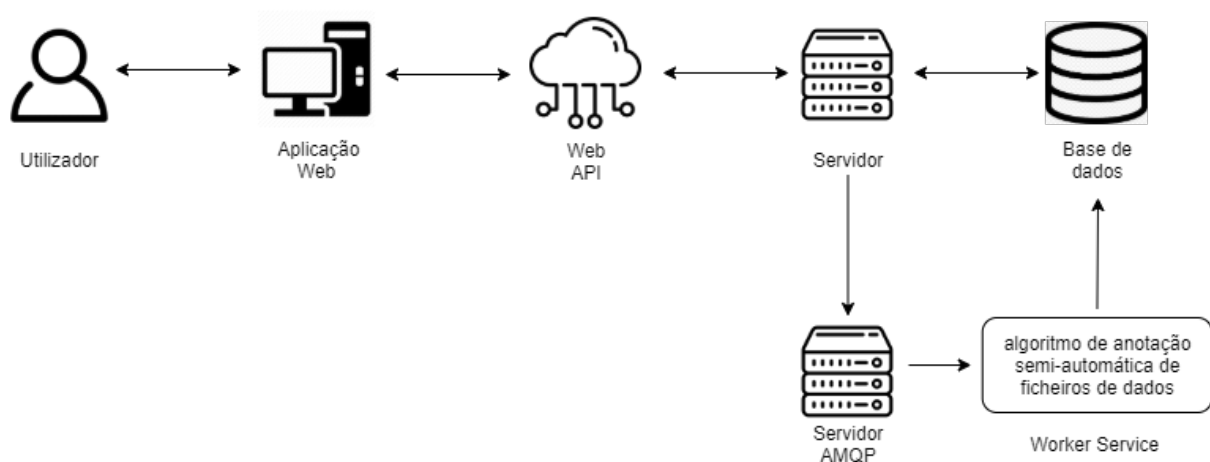 Utilizador
Aplicação
Web
Web
API
Servidor
Base de
dados
algoritmo de anotação
semi-automática de
ficheiros de dados
Servidor
AMQP
Worker Service